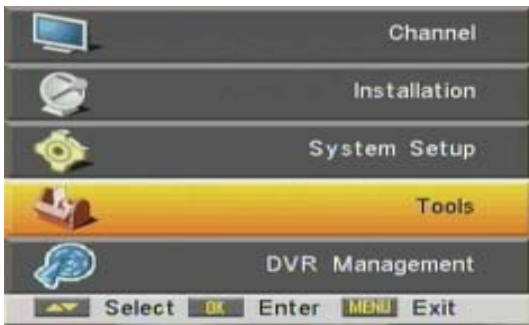 Channel
Installation
System Setup
Tools
DVR Management
Select OK Enter MENU Exit